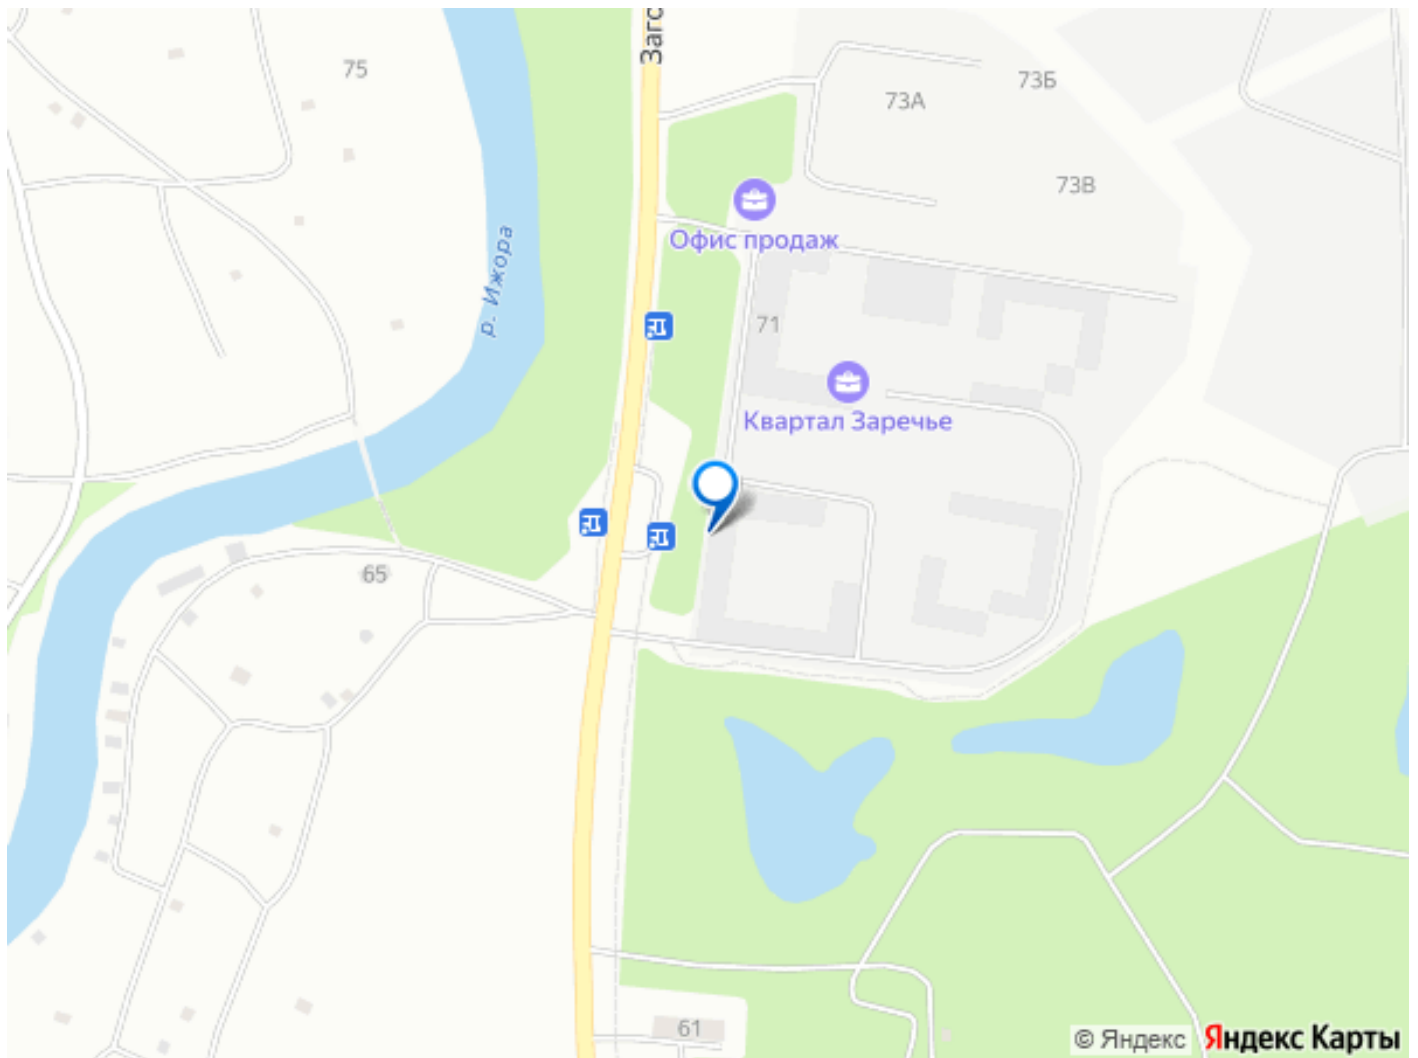 Загс
75
73Б
73А
73В
Офис продаж
р. Ижора
71
Квартал Заречье
65
61
© Яндекс
Яндекс Карты